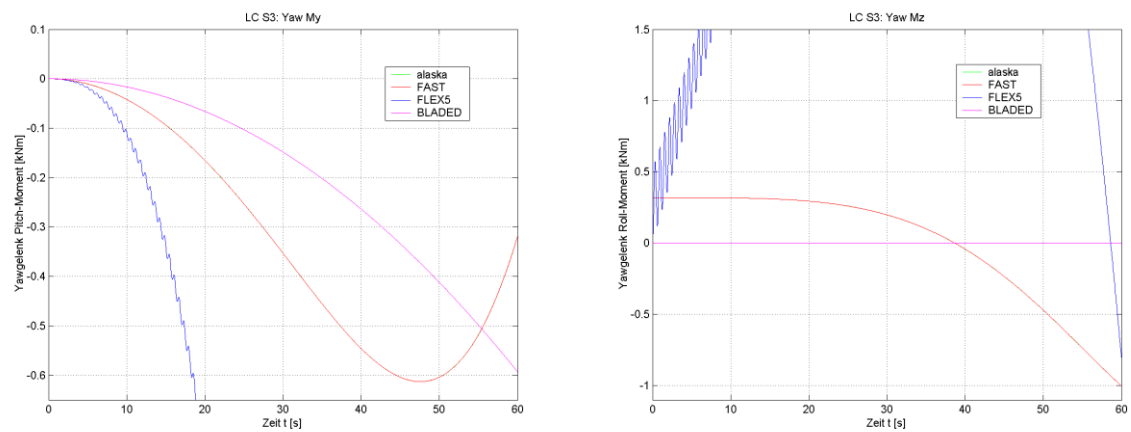 LC S3: Yaw My
Yawgelenk Pitch-Moment [kNm]
0.1
0
-0.1
-0.2
-0.3
-0.4
-0.5
-0.6
alaska
FAST
FLEX5
BLADED
0 10 20 30 40 50 60
Zeit t [s]
LC S3: Yaw Mz
Yawgelenk Roll-Moment [kNm]
1.5
1
0.5
0
-0.5
-1
alaska
FAST
FLEX5
BLADED
0 10 20 30 40 50 60
Zeit t [s]